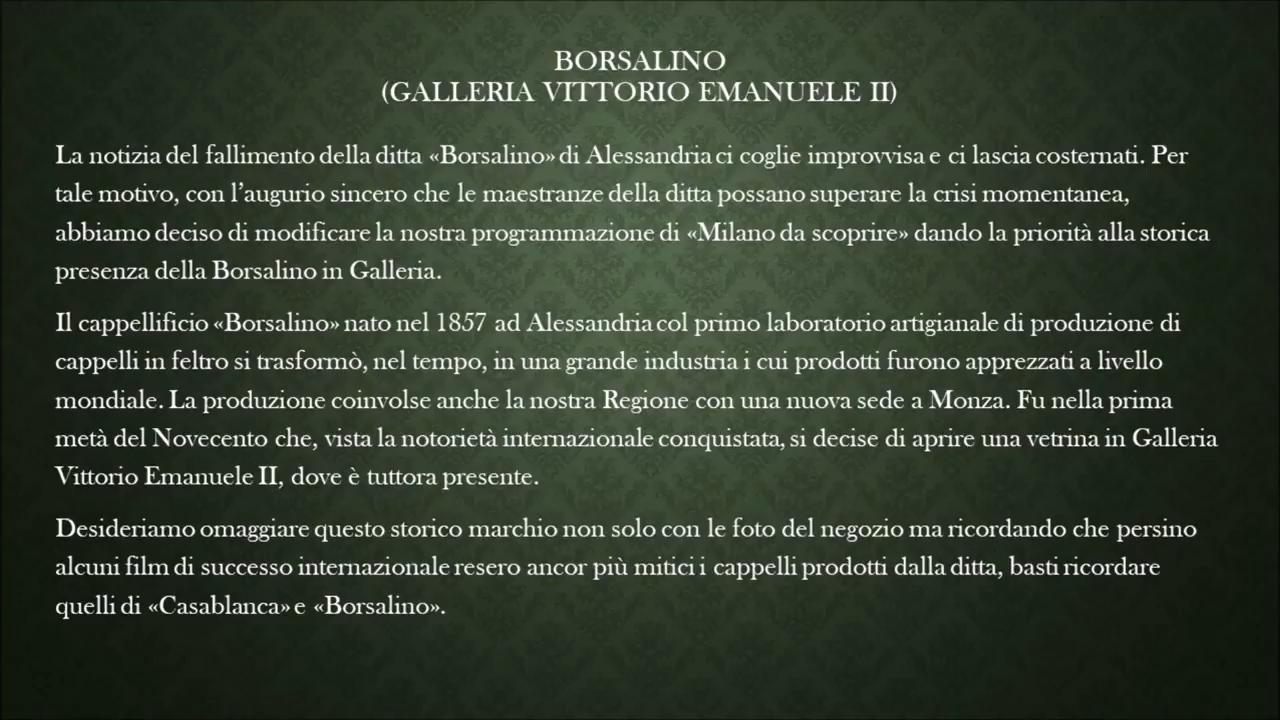 BORSALINO
(GALLERIA VITTORIO EMANUELE II)
La notizia del fallimento della ditta «Borsalino» di Alessandria ci coglie improvvisa e ci lascia costernati. Per
tale motivo, con l'augurio sincero che le maestranze della ditta possano superare la crisi momentanea,
abbiamo deciso di modificare la nostra programmazione di «Milano da scoprire» dando la priorità alla storica
presenza della Borsalino in Galleria.
Il cappellificio «Borsalino» nato nel 1857 ad Alessandria col primo laboratorio artigianale di produzione di
cappelli in feltro si trasformò, nel tempo, in una grande industria i cui prodotti furono apprezzati a livello
mondiale. La produzione coinvolse anche la nostra Regione con una nuova sede a Monza. Fu nella prima
metà del Novecento che, vista la notorietà internazionale conquistata, si decise di aprire una vetrina in Galleria
Vittorio Emanuele II, dove è tuttora presente.
Desideriamo omaggiare questo storico marchio non solo con le foto del negozio ma ricordando che persino
alcuni film di successo internazionale resero ancor più mitici i cappelli prodotti dalla ditta, basti ricordare
quelli di «Casablanca» e «Borsalino».